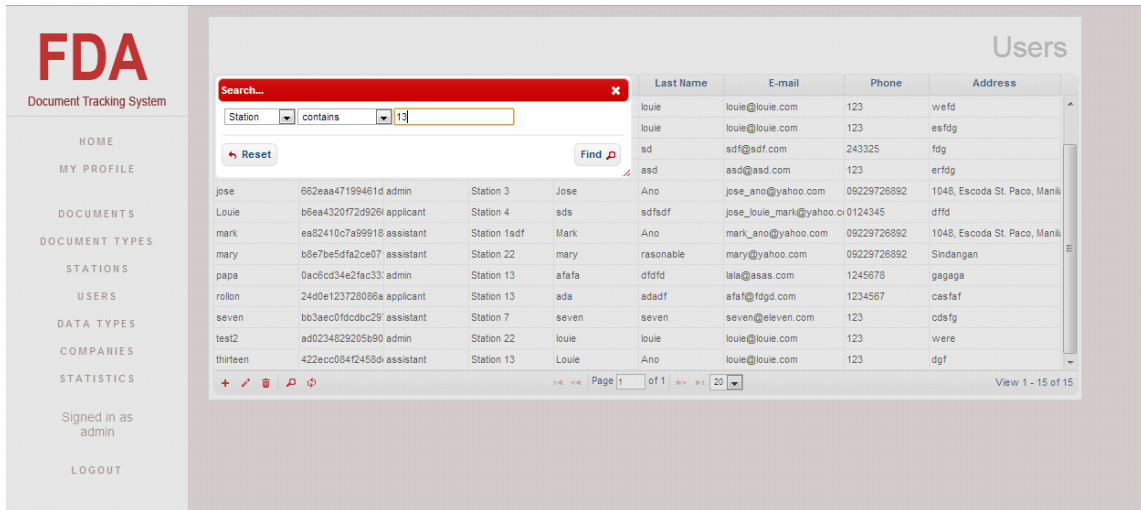 FDA
Document Tracking System
HOME
MY PROFILE
DOCUMENTS
DOCUMENT TYPES
STATIONS
USERS
DATA TYPES
COMPANIES
STATISTICS
Signed in as
admin
LOGOUT
Users
Last Name E-mail Phone Address
Search...
Station contains 13
Reset Find
louie louie@louie.com 123 wefd
louie louie@louie.com 123 esfdg
sd sdf@sdf.com 243325 fdg
asd asd@asd.com 123 erfdg
jose 662eaa47199461d admin Station 3 Jose Ano jose_ano@yahoo.com 09229726892 1048, Escoda St. Paco, Manila
Louie b6ea4320f72d926 applicant Station 4 sds sdfsdf jose_louie_mark@yahoo.c 0124345 dffd
mark ea82410c7a99918 assistant Station 1sdf Mark Ano mark_ano@yahoo.com 09229726892 1048, Escoda St. Paco, Manila
mary b8e7be5dfa2ce07 assistant Station 22 mary rasonable mary@yahoo.com 09229726892 Sindangan
papa 0ac6cd34e2fac33 admin Station 13 afafa dfdfd lala@asas.com 1245678 gagaga
rollon 24d0e123728086a applicant Station 13 ada adadf afaf@fdgd.com 1234567 casfaf
seven bb3aec0fdcdbc29 assistant Station 7 seven seven seven@eleven.com 123 cdsfg
test2 ad0234829205b90 admin Station 22 louie louie louie@louie.com 123 were
thirteen 422ecc084f2458d assistant Station 13 Louie Ano louie@louie.com 123 dgf
Page 1 of 1 20 View 1 - 15 of 15